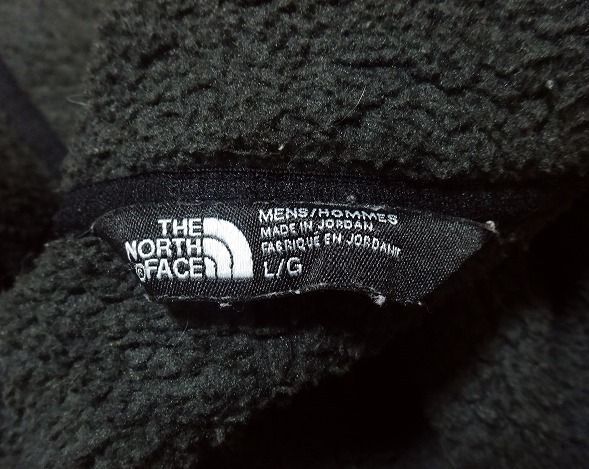 THE
NORTH
FACE
MENS/HOMMES
MADE IN JORDAN
FABRIQUE EN JORDANIE
L/G